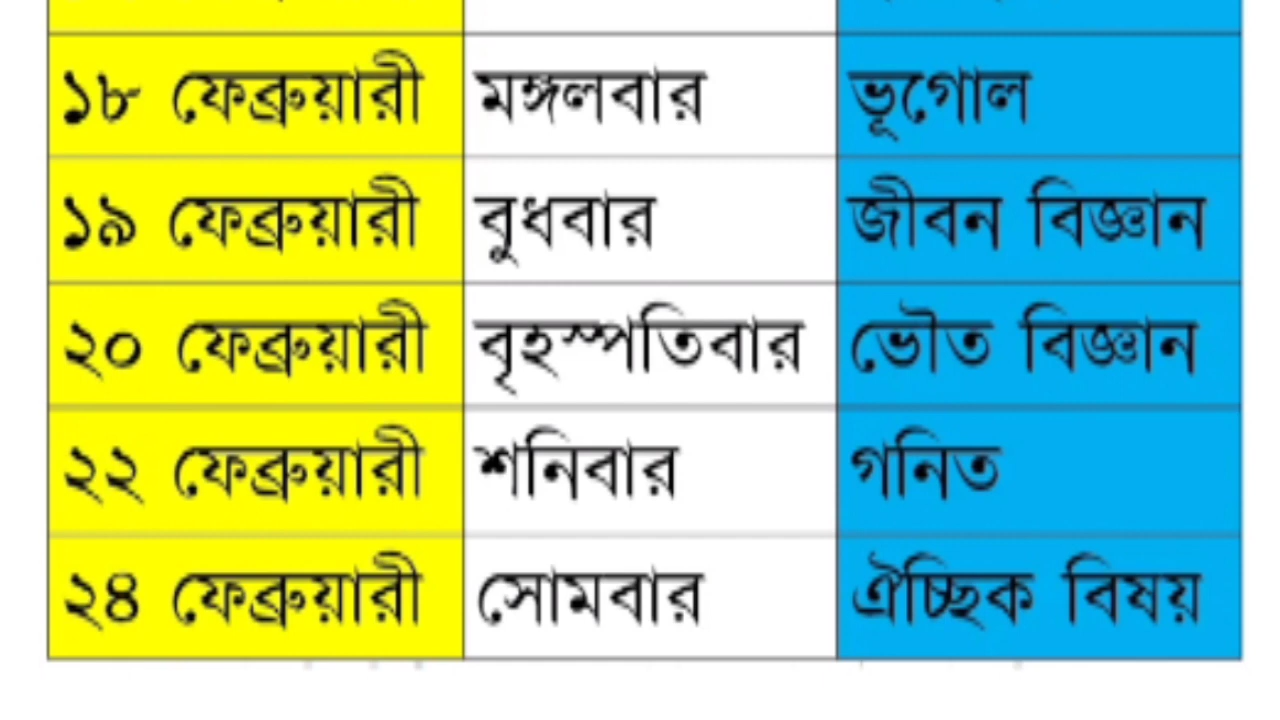 ১৮ ফেব্রুয়ারী মঙ্গলবার ভূগোল
১৯ ফেব্রুয়ারী বুধবার জীবন বিজ্ঞান
২০ ফেব্রুয়ারী বৃহস্পতিবার ভৌত বিজ্ঞান
২২ ফেব্রুয়ারী শনিবার গনিত
২৪ ফেব্রুয়ারী সোমবার ঐচ্ছিক বিষয়